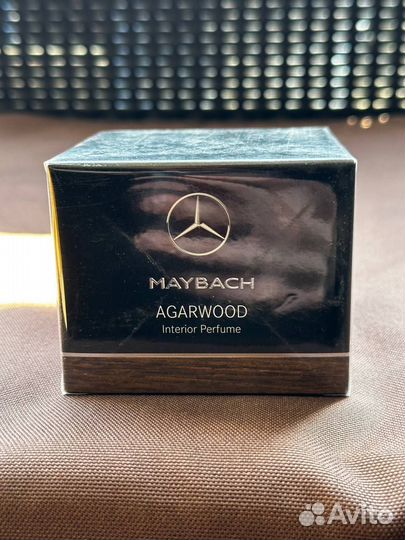 MAYBACH
AGARWOOD
Interior Perfume
Avito